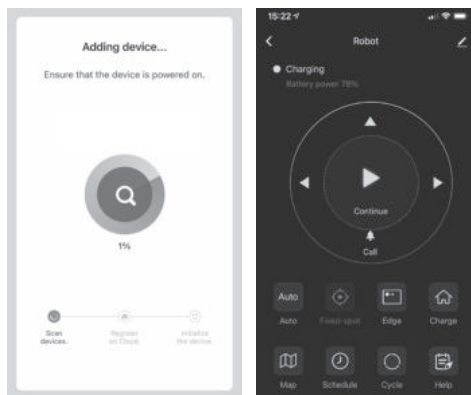 Adding device...
Ensure that the device is powered on.
1%
Scan devices.
Register on Cloud.
Initialize the device.
15:22
Robot
Charging
Battery power 78%
Continue
Call
Auto
Auto
Fixed-spot
Edge
Charge
Map
Schedule
Cycle
Help